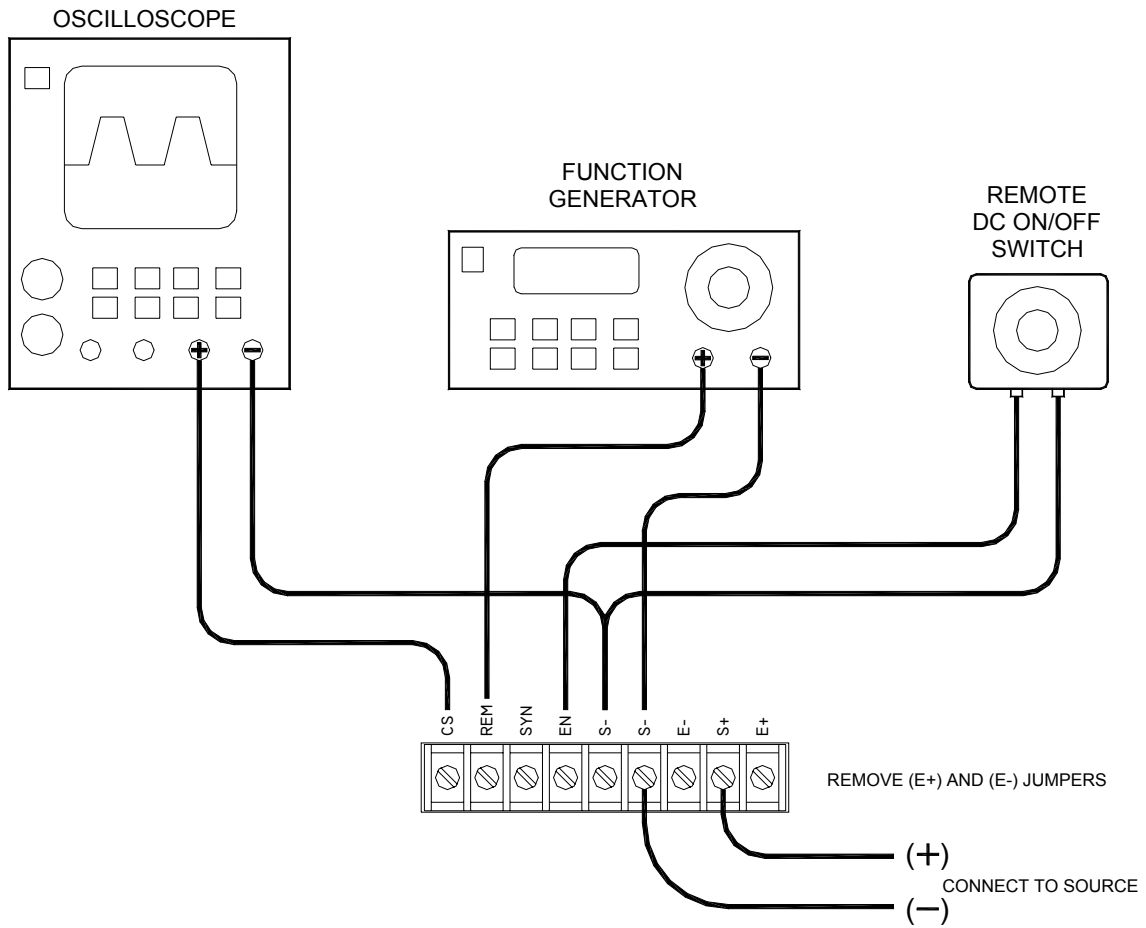 OSCILLOSCOPE
FUNCTION
GENERATOR
REMOTE
DC ON/OFF
SWITCH
CS
REM
SYN
EN
S-
S-
E-
S+
E+
REMOVE (E+) AND (E-) JUMPERS
(+)
CONNECT TO SOURCE
(-)